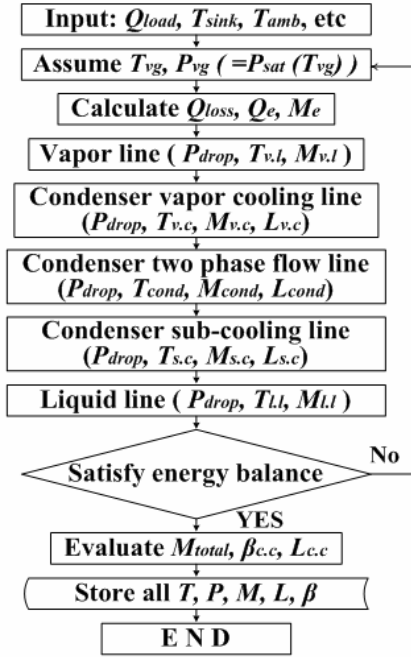 Input: Qload, Tsink, Tamb, etc
Assume Tvg, Pvg ( =Psat (Tvg) )
Calculate Qloss, Qe, Me
Vapor line ( Pdrop, Tv.l, Mv.l )
Condenser vapor cooling line
(Pdrop, Tv.c, Mv.c, Lv.c)
Condenser two phase flow line
(Pdrop, Tcond, Mcond, Lcond)
Condenser sub-cooling line
(Pdrop, Ts.c, Ms.c, Ls.c)
Liquid line ( Pdrop, Tl.l, Ml.l )
Satisfy energy balance
No
YES
Evaluate Mtotal, βc.c, Lc.c
Store all T, P, M, L, β
E N D